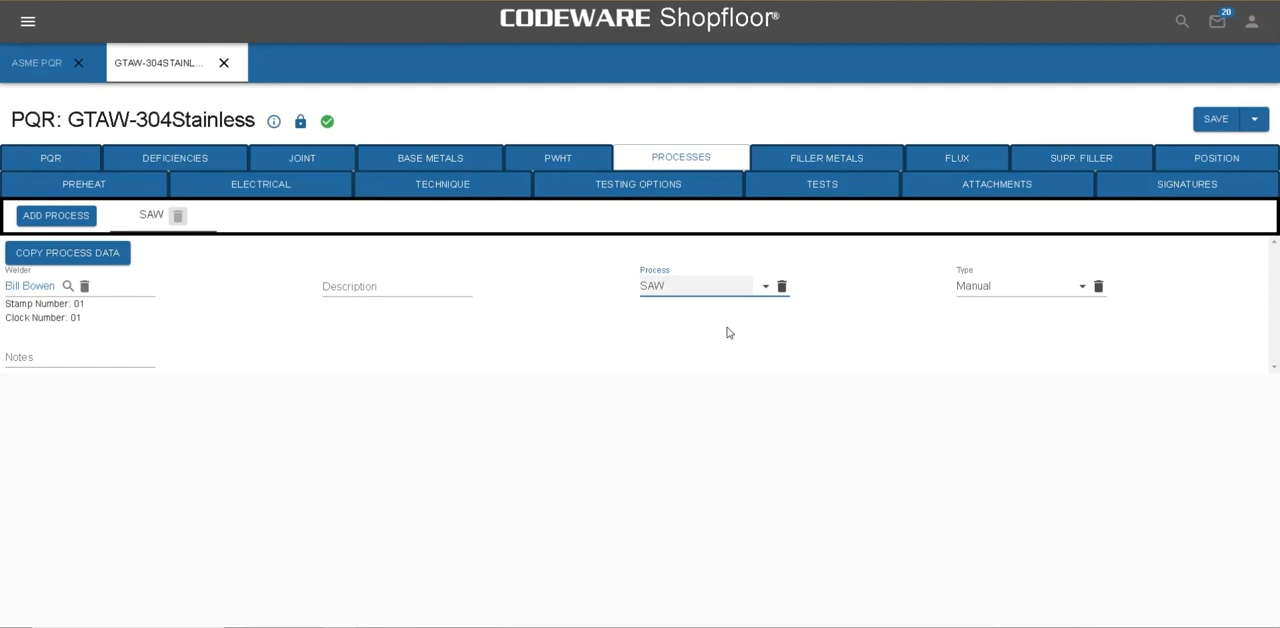 CODEWARE Shopfloor®
20
ASME PQR
GTAW-304STAINL...
PQR: GTAW-304Stainless
SAVE
PQR
DEFICIENCIES
JOINT
BASE METALS
PWHT
PROCESSES
FILLER METALS
FLUX
SUPP. FILLER
POSITION
PREHEAT
ELECTRICAL
TECHNIQUE
TESTING OPTIONS
TESTS
ATTACHMENTS
SIGNATURES
ADD PROCESS
SAW
COPY PROCESS DATA
Welder
Bill Bowen
Stamp Number: 01
Clock Number: 01
Description
Process
SAW
Type
Manual
Notes